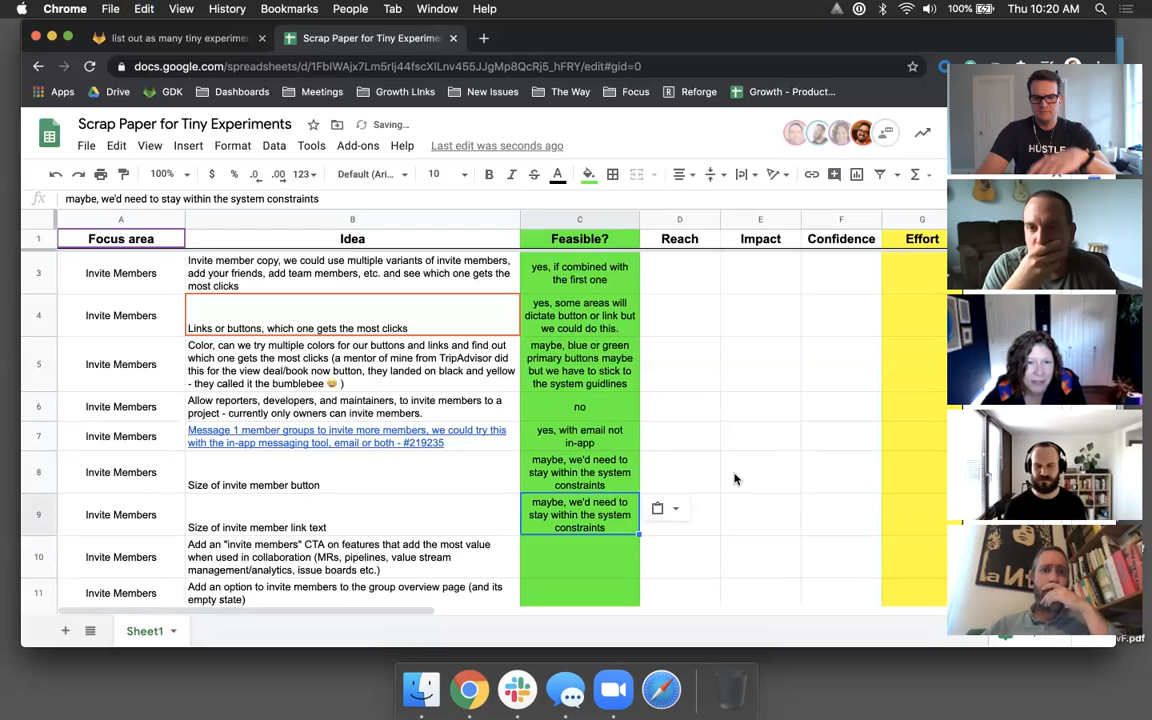 Chrome File Edit View History Bookmarks People Tab Window Help 100% Thu 10:20 AM
list out as many tiny experimen × Scrap Paper for Tiny Experime × +
docs.google.com/spreadsheets/d/1FbIWAjx7Lm5rIj44fscXILnv455JJgMp8QcRj5_hFRY/edit#gid=0
Apps Drive GDK Dashboards Meetings Growth LInks New Issues The Way Focus Reforge Growth - Product...
Scrap Paper for Tiny Experiments Saving...
File Edit View Insert Format Data Tools Add-ons Help Last edit was seconds ago
100% $ % .0 .00 123 Default (Ari... 10 B I S A Σ
fx maybe, we'd need to stay within the system constraints
A B C D E F G
1 Focus area Idea Feasible? Reach Impact Confidence Effort
3 Invite Members
Invite member copy, we could use multiple variants of invite members,
add your friends, add team members, etc. and see which one gets the
most clicks
yes, if combined with
the first one
4 Invite Members
Links or buttons, which one gets the most clicks
yes, some areas will
dictate button or link but
we could do this.
5 Invite Members
Color, can we try multiple colors for our buttons and links and find out
which one gets the most clicks (a mentor of mine from TripAdvisor did
this for the view deal/book now button, they landed on black and yellow
- they called it the bumblebee 😄 )
maybe, blue or green
primary buttons maybe
but we have to stick to
the system guidlines
6 Invite Members
Allow reporters, developers, and maintainers, to invite members to a
project - currently only owners can invite members.
no
7 Invite Members
Message 1 member groups to invite more members, we could try this
with the in-app messaging tool, email or both - #219235
yes, with email not
in-app
8 Invite Members
Size of invite member button
maybe, we'd need to
stay within the system
constraints
9 Invite Members
Size of invite member link text
maybe, we'd need to
stay within the system
constraints
10 Invite Members
Add an "invite members" CTA on features that add the most value
when used in collaboration (MRs, pipelines, value stream
management/analytics, issue boards etc.)
11 Invite Members
Add an option to invite members to the group overview page (and its
empty state)
+ Sheet1
HUSTLE
la N
vF.pdf